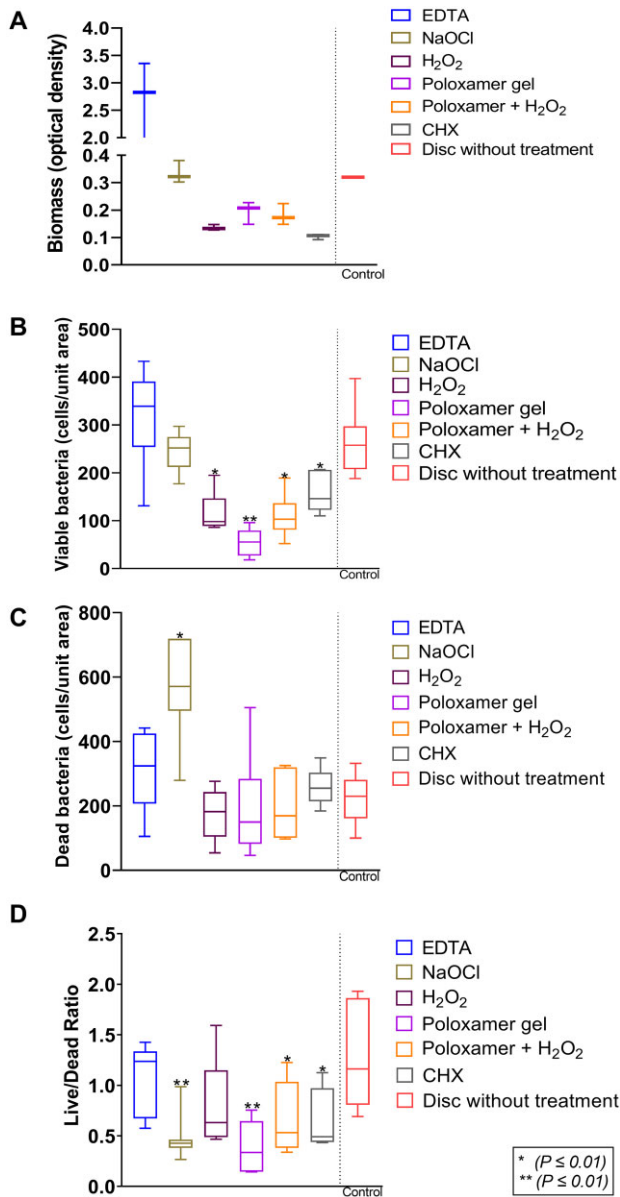 A
Biomass (optical density)
4.0
3.5
3.0
2.5
2.0
0.4
0.3
0.2
0.1
0.0
Control
EDTA
NaOCl
H₂O₂
Poloxamer gel
Poloxamer + H₂O₂
CHX
Disc without treatment
B
Viable bacteria (cells/unit area)
500
400
300
200
100
0
*
**
*
*
Control
EDTA
NaOCl
H₂O₂
Poloxamer gel
Poloxamer + H₂O₂
CHX
Disc without treatment
C
Dead bacteria (cells/unit area)
800
600
400
200
0
*
Control
EDTA
NaOCl
H₂O₂
Poloxamer gel
Poloxamer + H₂O₂
CHX
Disc without treatment
D
Live/Dead Ratio
2.5
2.0
1.5
1.0
0.5
0.0
**
**
*
*
Control
EDTA
NaOCl
H₂O₂
Poloxamer gel
Poloxamer + H₂O₂
CHX
Disc without treatment
* (P ≤ 0.01)
** (P ≤ 0.01)